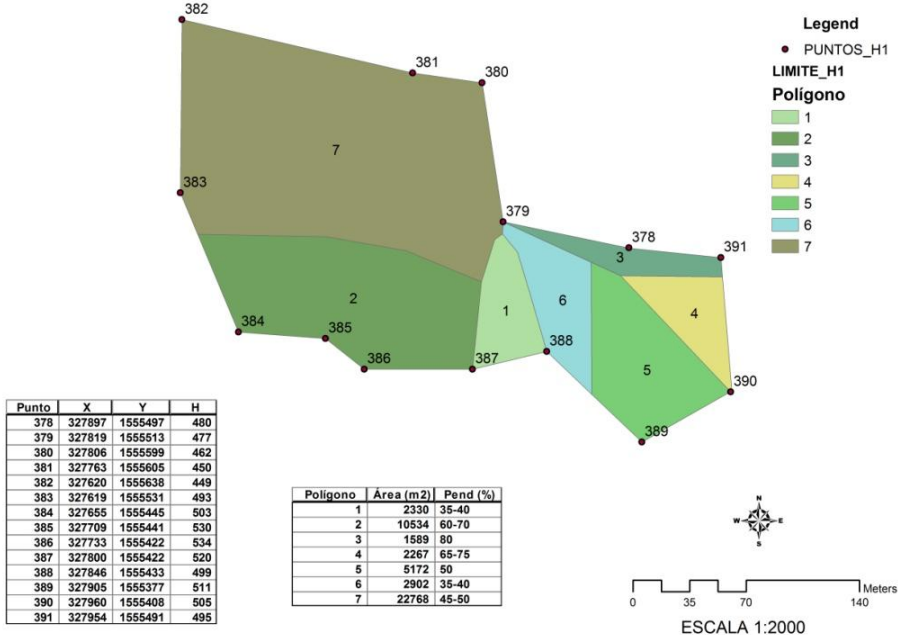 382
381
380
7
383
379
378
391
3
2
1
6
4
384
385
386
387
388
5
390
389
Legend
PUNTOS_H1
LIMITE_H1
Polígono
1
2
3
4
5
6
7
Punto X Y H
378 327897 1555497 480
379 327819 1555513 477
380 327806 1555599 462
381 327763 1555605 450
382 327620 1555638 449
383 327619 1555531 493
384 327655 1555445 503
385 327709 1555441 530
386 327733 1555422 534
387 327800 1555422 520
388 327846 1555433 499
389 327905 1555377 511
390 327960 1555408 505
391 327954 1555491 495
Polígono Área (m2) Pend (%)
1 2330 35-40
2 10534 60-70
3 1589 80
4 2267 65-75
5 5172 50
6 2902 35-40
7 22768 45-50
N
W E
S
Meters
0 35 70 140
ESCALA 1:2000